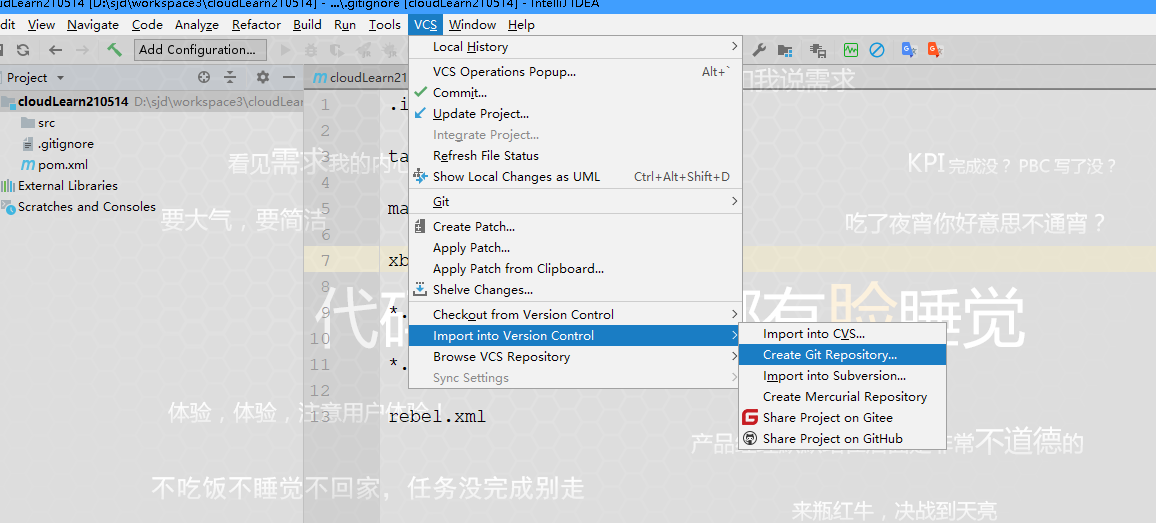 cloudLearn210514 [D:\sjd\workspace3\cloudLearn210514] - ...\.gitignore [cloudLearn210514] - IntelliJ IDEA
dit View Navigate Code Analyze Refactor Build Run Tools VCS Window Help
Add Configuration...
Project
cloudLearn21
cloudLearn210514 D:\sjd\workspace3\cloudLear
src
.gitignore
pom.xml
External Libraries
Scratches and Consoles
Local History
VCS Operations Popup... Alt+`
Commit...
Update Project...
Integrate Project...
Refresh File Status
Show Local Changes as UML Ctrl+Alt+Shift+D
Git
Create Patch...
Apply Patch...
Apply Patch from Clipboard...
Shelve Changes...
Checkout from Version Control
Import into Version Control
Browse VCS Repository
Sync Settings
Import into CVS...
Create Git Repository...
Import into Subversion...
Create Mercurial Repository
Share Project on Gitee
Share Project on GitHub
1 .i
2
3 ta
4
5 ma
6
7 xb
8
9 *.
10
11 *.
12
13 rebel.xml
我说需求
看见需求我的内心
KPI 完成没？ PBC 写了没？
要大气，要简洁
吃了夜宵你好意思不通宵？
代码
有脸睡觉
体验，体验，注意用户体验！
产品
非常不道德的
不吃饭不睡觉不回家，任务没完成别走
来瓶红牛，决战到天亮